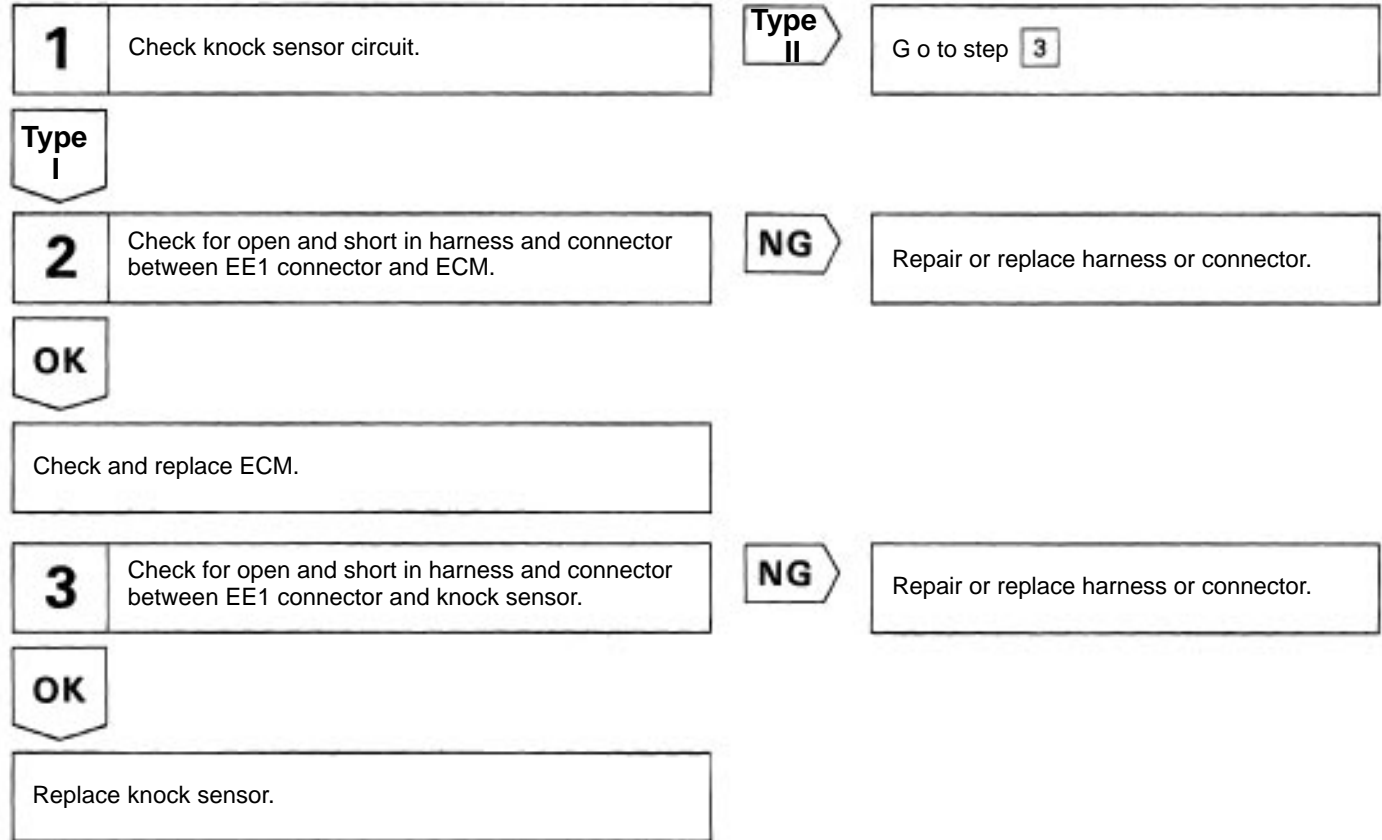 1
Check knock sensor circuit.
Type
II
G o to step 3
Type
I
2
Check for open and short in harness and connector
between EE1 connector and ECM.
NG
Repair or replace harness or connector.
OK
Check and replace ECM.
3
Check for open and short in harness and connector
between EE1 connector and knock sensor.
NG
Repair or replace harness or connector.
OK
Replace knock sensor.